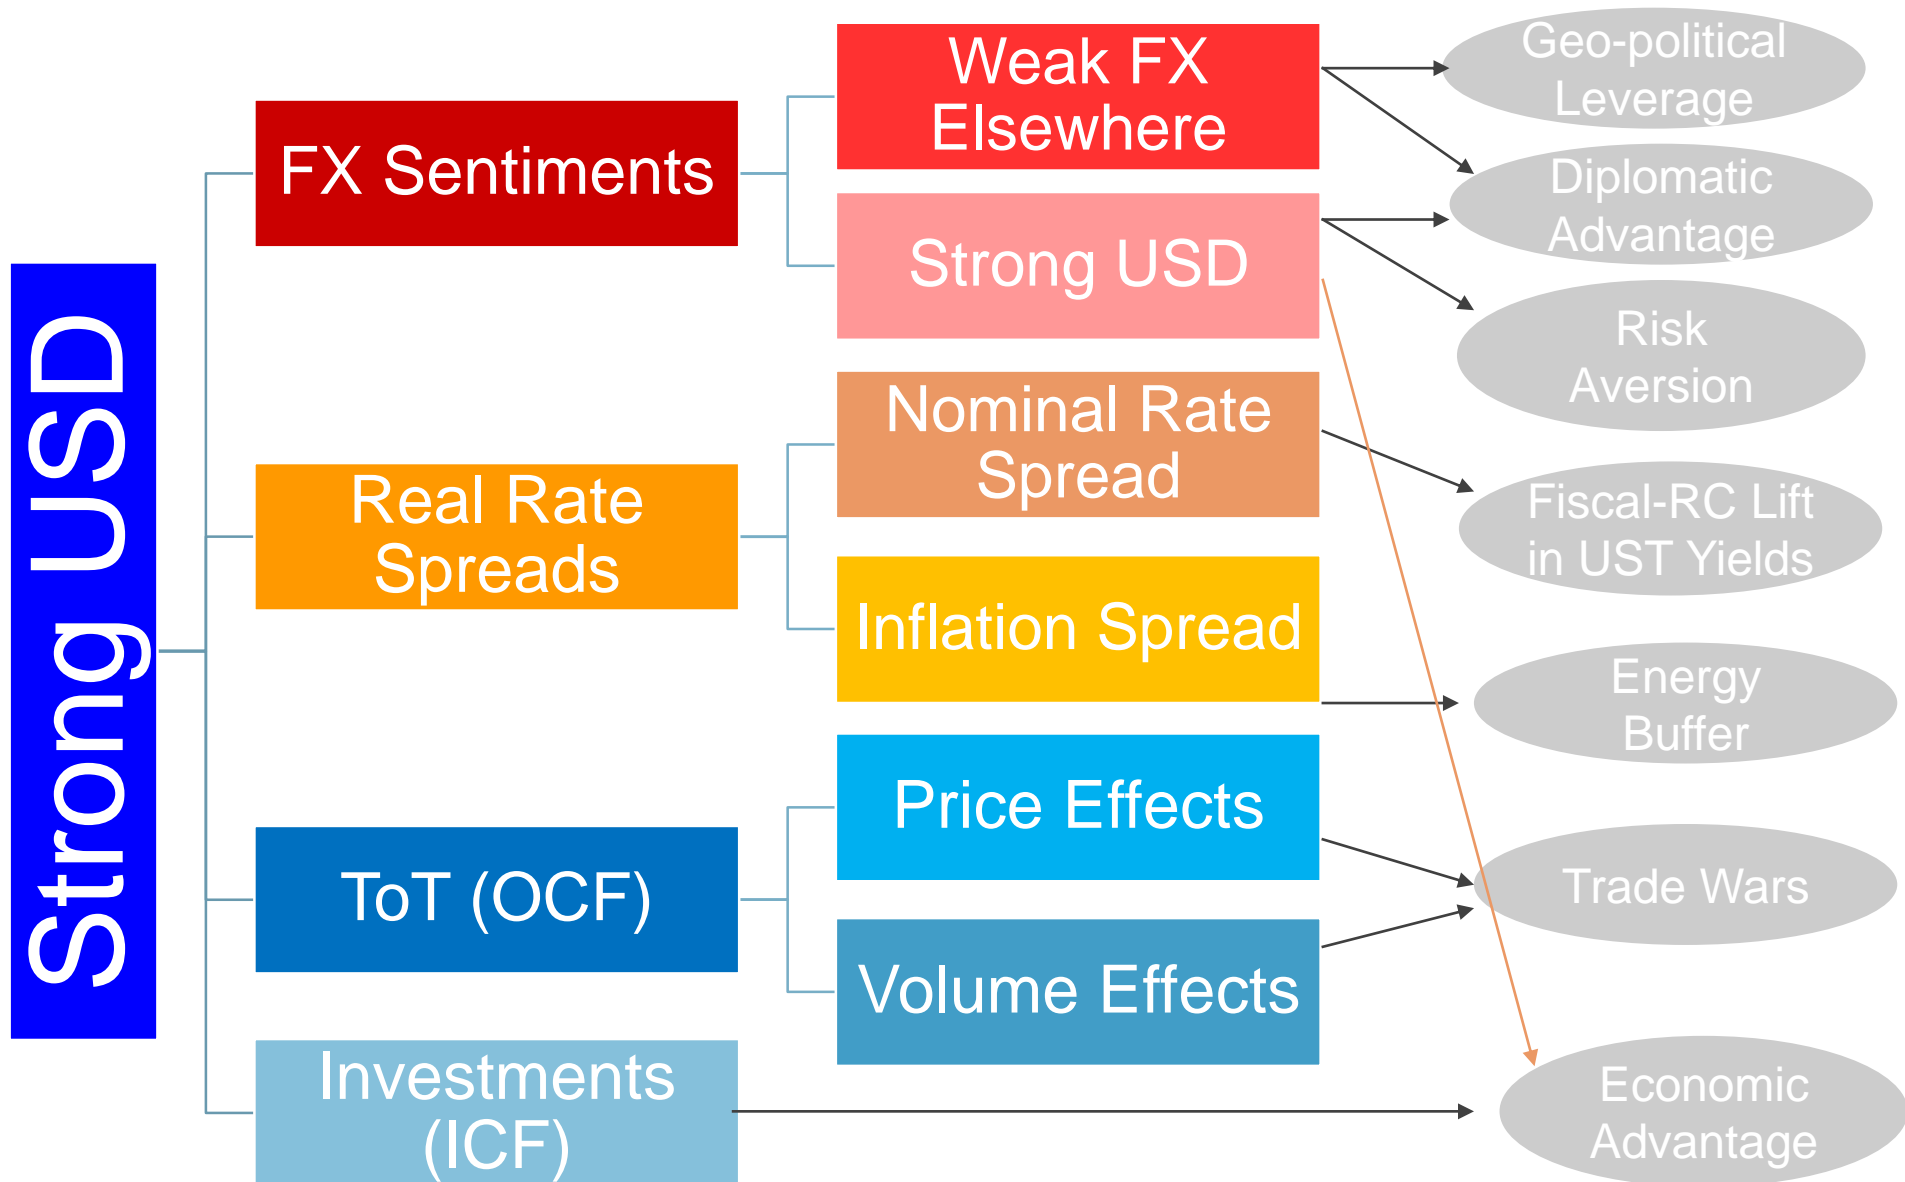 Strong USD
FX Sentiments
Real Rate
Spreads
ToT (OCF)
Investments
(ICF)
Weak FX
Elsewhere
Strong USD
Nominal Rate
Spread
Inflation Spread
Price Effects
Volume Effects
Geo-political
Leverage
Diplomatic
Advantage
Risk
Aversion
Fiscal-RC Lift
in UST Yields
Energy
Buffer
Trade Wars
Economic
Advantage